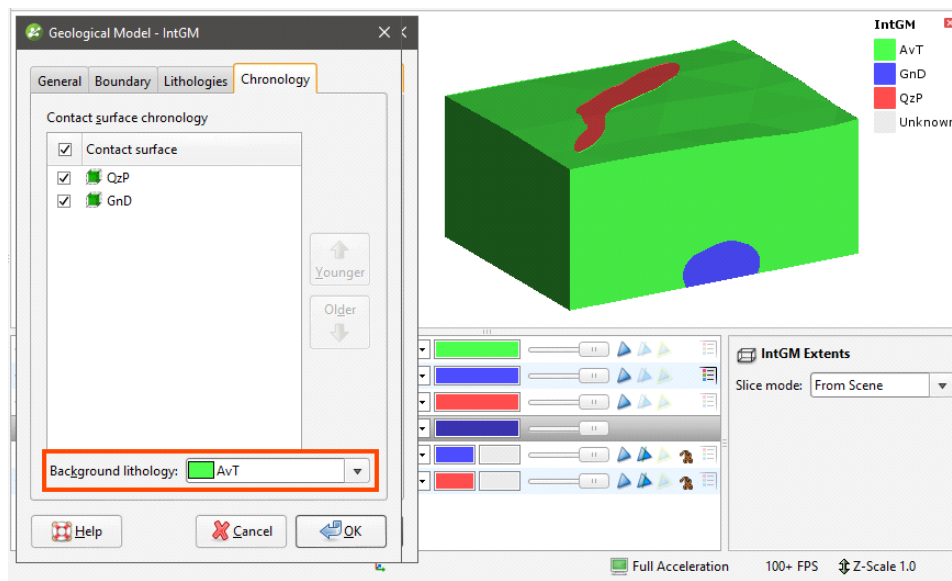 Geological Model - IntGM
General
Boundary
Lithologies
Chronology
Contact surface chronology
Contact surface
QzP
GnD
Younger
Older
Background lithology: AvT
Help
Cancel
OK
IntGM
AvT
GnD
QzP
Unknown
IntGM Extents
Slice mode: From Scene
Full Acceleration
100+ FPS
Z-Scale 1.0